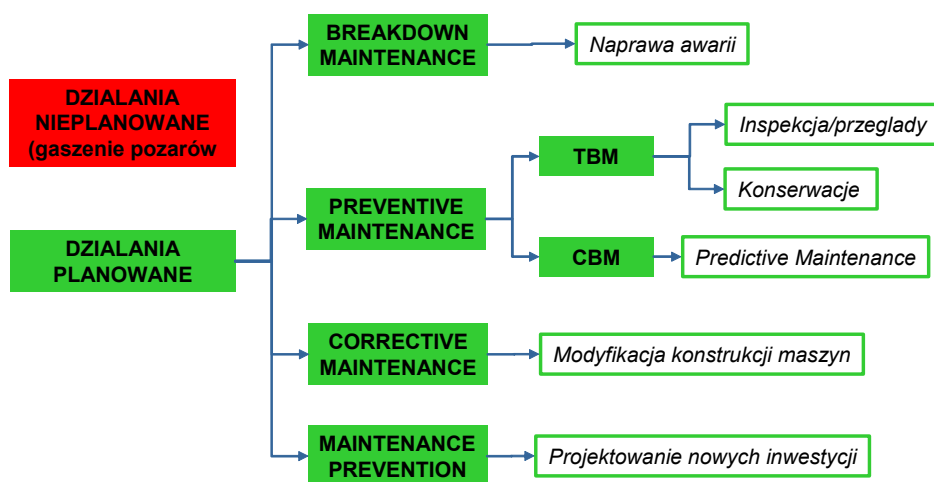 BREAKDOWN
MAINTENANCE
Naprawa awarii
DZIALANIA
NIEPLANOWANE
(gaszenie pozarów
TBM
Inspekcja/przeglady
Konserwacje
PREVENTIVE
MAINTENANCE
DZIALANIA
PLANOWANE
CBM
Predictive Maintenance
CORRECTIVE
MAINTENANCE
Modyfikacja konstrukcji maszyn
MAINTENANCE
PREVENTION
Projektowanie nowych inwestycji